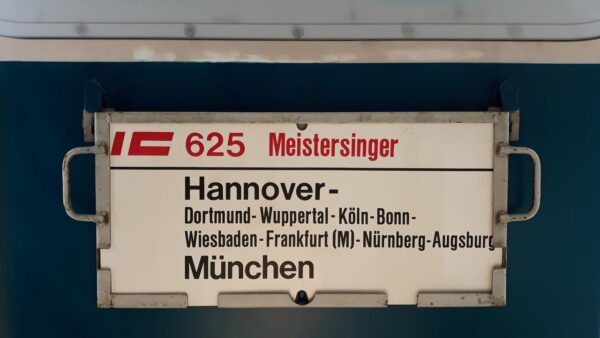 IC 625 Meistersinger
Hannover-
Dortmund-Wuppertal-Köln-Bonn-
Wiesbaden-Frankfurt (M)-Nürnberg-Augsburg
München